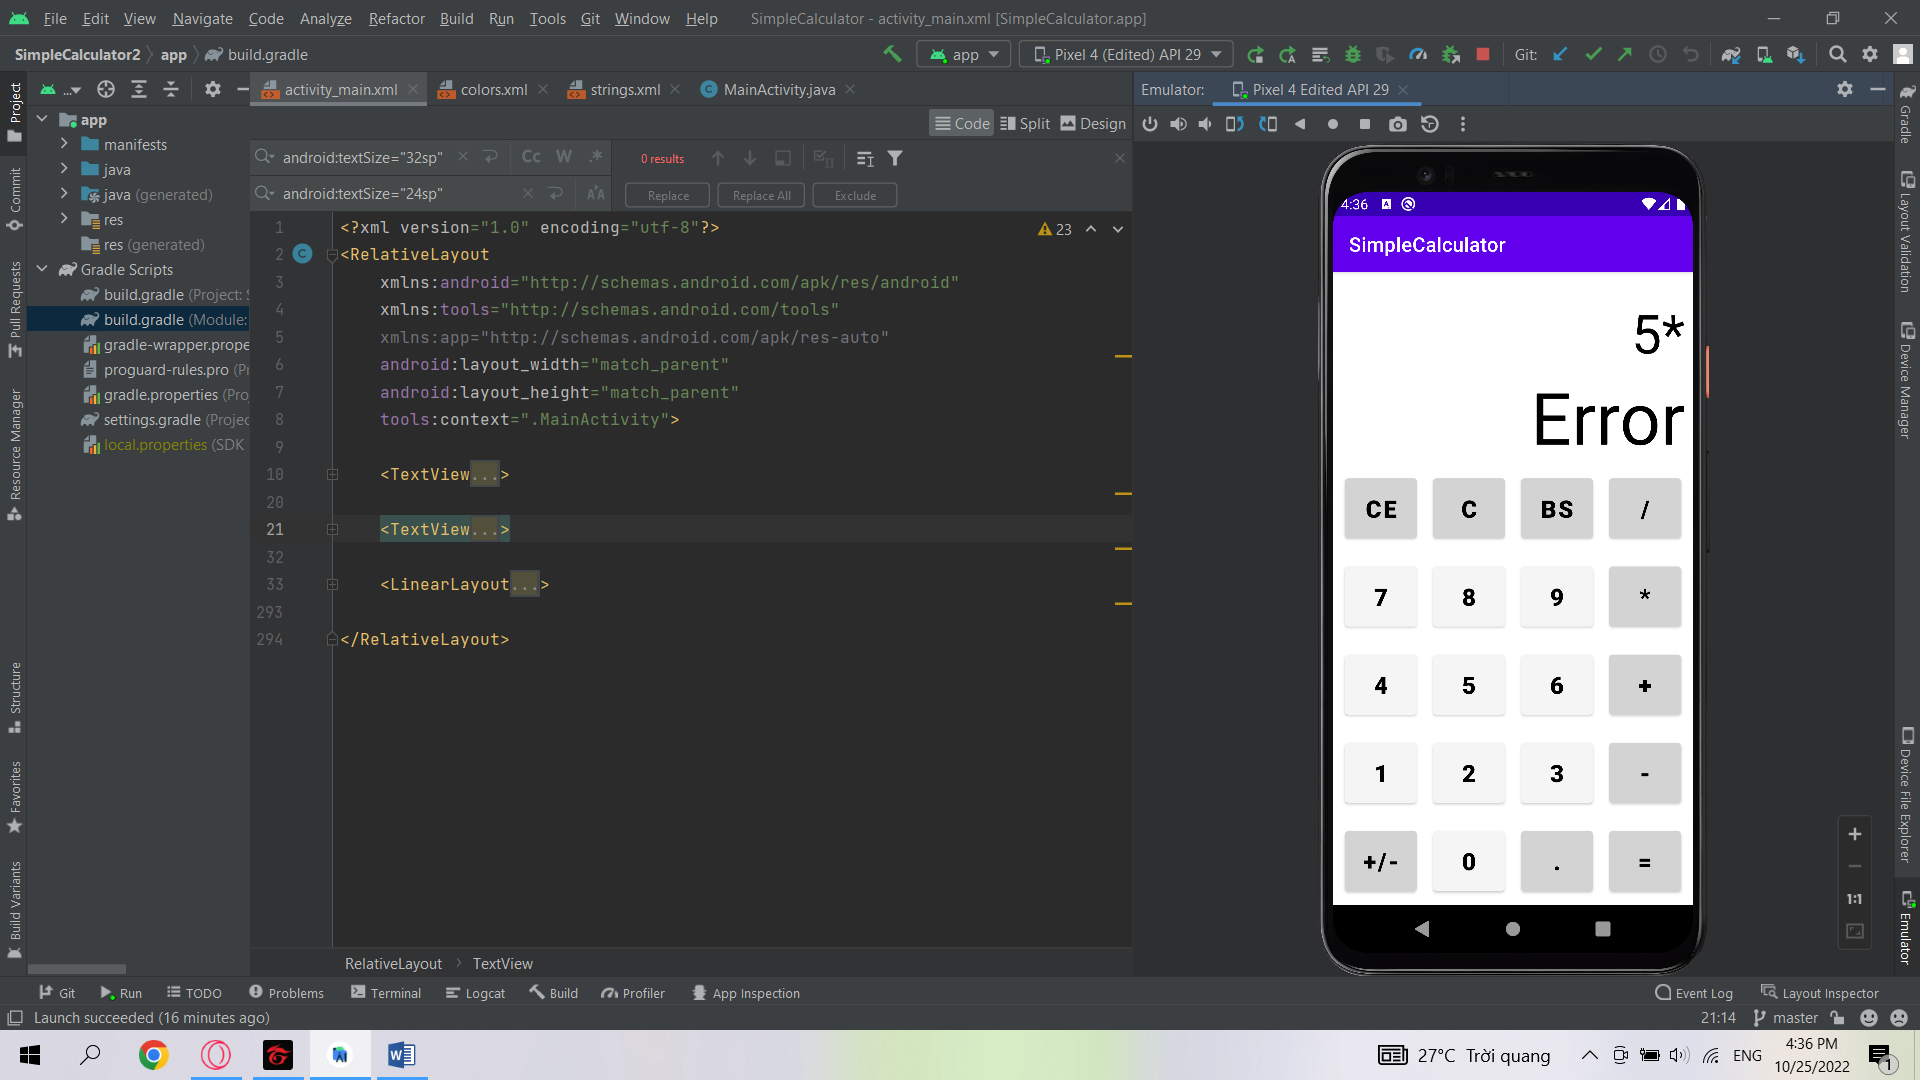 File Edit View Navigate Code Analyze Refactor Build Run Tools Git Window Help SimpleCalculator - activity_main.xml [SimpleCalculator.app]
SimpleCalculator2 app build.gradle app Pixel 4 (Edited) API 29 Git:
... activity_main.xml colors.xml strings.xml MainActivity.java Emulator: Pixel 4 Edited API 29
Code Split Design
Project
Commit
Pull Requests
Resource Manager
Structure
Favorites
Build Variants
app
manifests
java
java (generated)
res
res (generated)
Gradle Scripts
build.gradle (Project: S
build.gradle (Module:
gradle-wrapper.prope
proguard-rules.pro (Pr
gradle.properties (Proj
settings.gradle (Projec
local.properties (SDK
android:textSize="32sp" Cc W .* 0 results
android:textSize="24sp" Replace Replace All Exclude
23
1 <?xml version="1.0" encoding="utf-8"?>
2 <RelativeLayout
3 xmlns:android="http://schemas.android.com/apk/res/android"
4 xmlns:tools="http://schemas.android.com/tools"
5 xmlns:app="http://schemas.android.com/apk/res-auto"
6 android:layout_width="match_parent"
7 android:layout_height="match_parent"
8 tools:context=".MainActivity">
9
10 <TextView...>
20
21 <TextView...>
32
33 <LinearLayout...>
293
294 </RelativeLayout>
RelativeLayout TextView
4:36
SimpleCalculator
5*
Error
CE C BS /
7 8 9 *
4 5 6 +
1 2 3 -
+/- 0 . =
1:1
Gradle
Layout Validation
Device Manager
Device File Explorer
Emulator
Git Run TODO Problems Terminal Logcat Build Profiler App Inspection Event Log Layout Inspector
Launch succeeded (16 minutes ago) 21:14 master
27°C Trời quang ENG 4:36 PM
10/25/2022 1